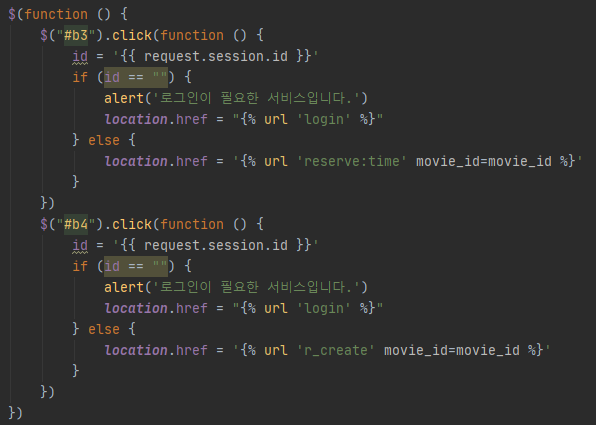 $(function () {
    $("#b3").click(function () {
        id = '{{ request.session.id }}'
        if (id == "") {
            alert('로그인이 필요한 서비스입니다.')
            location.href = "{% url 'login' %}"
        } else {
            location.href = '{% url 'reserve:time' movie_id=movie_id %}'
        }
    })
    $("#b4").click(function () {
        id = '{{ request.session.id }}'
        if (id == "") {
            alert('로그인이 필요한 서비스입니다.')
            location.href = "{% url 'login' %}"
        } else {
            location.href = '{% url 'r_create' movie_id=movie_id %}'
        }
    })
})